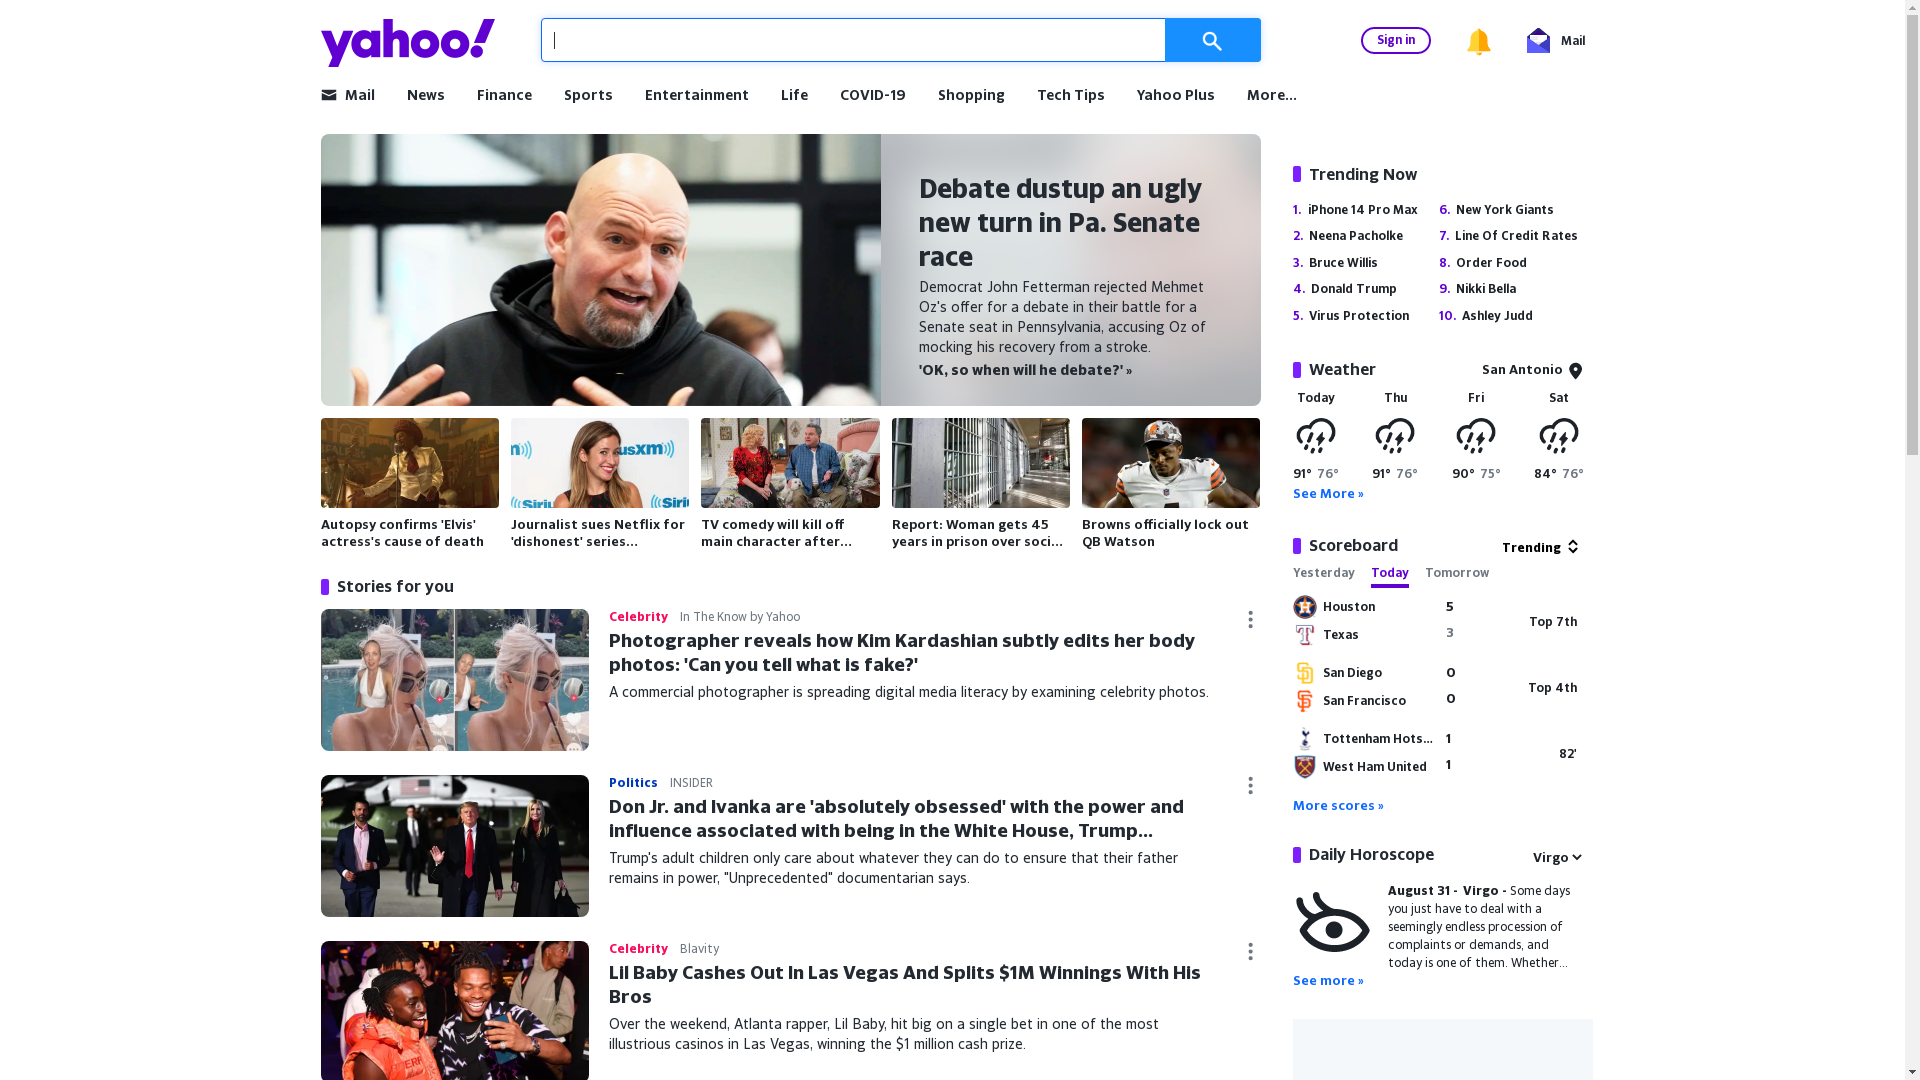 yahoo!
Sign in
Mail
Mail
News
Finance
Sports
Entertainment
Life
COVID-19
Shopping
Tech Tips
Yahoo Plus
More...
Debate dustup an ugly
new turn in Pa. Senate
race
Democrat John Fetterman rejected Mehmet
Oz's offer for a debate in their battle for a
Senate seat in Pennsylvania, accusing Oz of
mocking his recovery from a stroke.
'OK, so when will he debate?' »
Autopsy confirms 'Elvis'
actress's cause of death
Journalist sues Netflix for
'dishonest' series...
TV comedy will kill off
main character after...
Report: Woman gets 45
years in prison over soci...
Browns officially lock out
QB Watson
Stories for you
Celebrity
In The Know by Yahoo
Photographer reveals how Kim Kardashian subtly edits her body
photos: 'Can you tell what is fake?'
A commercial photographer is spreading digital media literacy by examining celebrity photos.
Politics
INSIDER
Don Jr. and Ivanka are 'absolutely obsessed' with the power and
influence associated with being in the White House, Trump...
Trump's adult children only care about whatever they can do to ensure that their father
remains in power, "Unprecedented" documentarian says.
Celebrity
Blavity
Lil Baby Cashes Out In Las Vegas And Splits $1M Winnings With His
Bros
Over the weekend, Atlanta rapper, Lil Baby, hit big on a single bet in one of the most
illustrious casinos in Las Vegas, winning the $1 million cash prize.
Trending Now
1. iPhone 14 Pro Max
2. Neena Pacholke
3. Bruce Willis
4. Donald Trump
5. Virus Protection
6. New York Giants
7. Line Of Credit Rates
8. Order Food
9. Nikki Bella
10. Ashley Judd
Weather
San Antonio
Today
Thu
Fri
Sat
91° 76°
91° 76°
90° 75°
84° 76°
See More »
Scoreboard
Trending
Yesterday
Today
Tomorrow
Houston 5
Texas 3
Top 7th
San Diego 0
San Francisco 0
Top 4th
Tottenham Hots... 1
West Ham United 1
82'
More scores »
Daily Horoscope
Virgo
August 31 - Virgo - Some days
you just have to deal with a
seemingly endless procession of
complaints or demands, and
today is one of them. Whether...
See more »